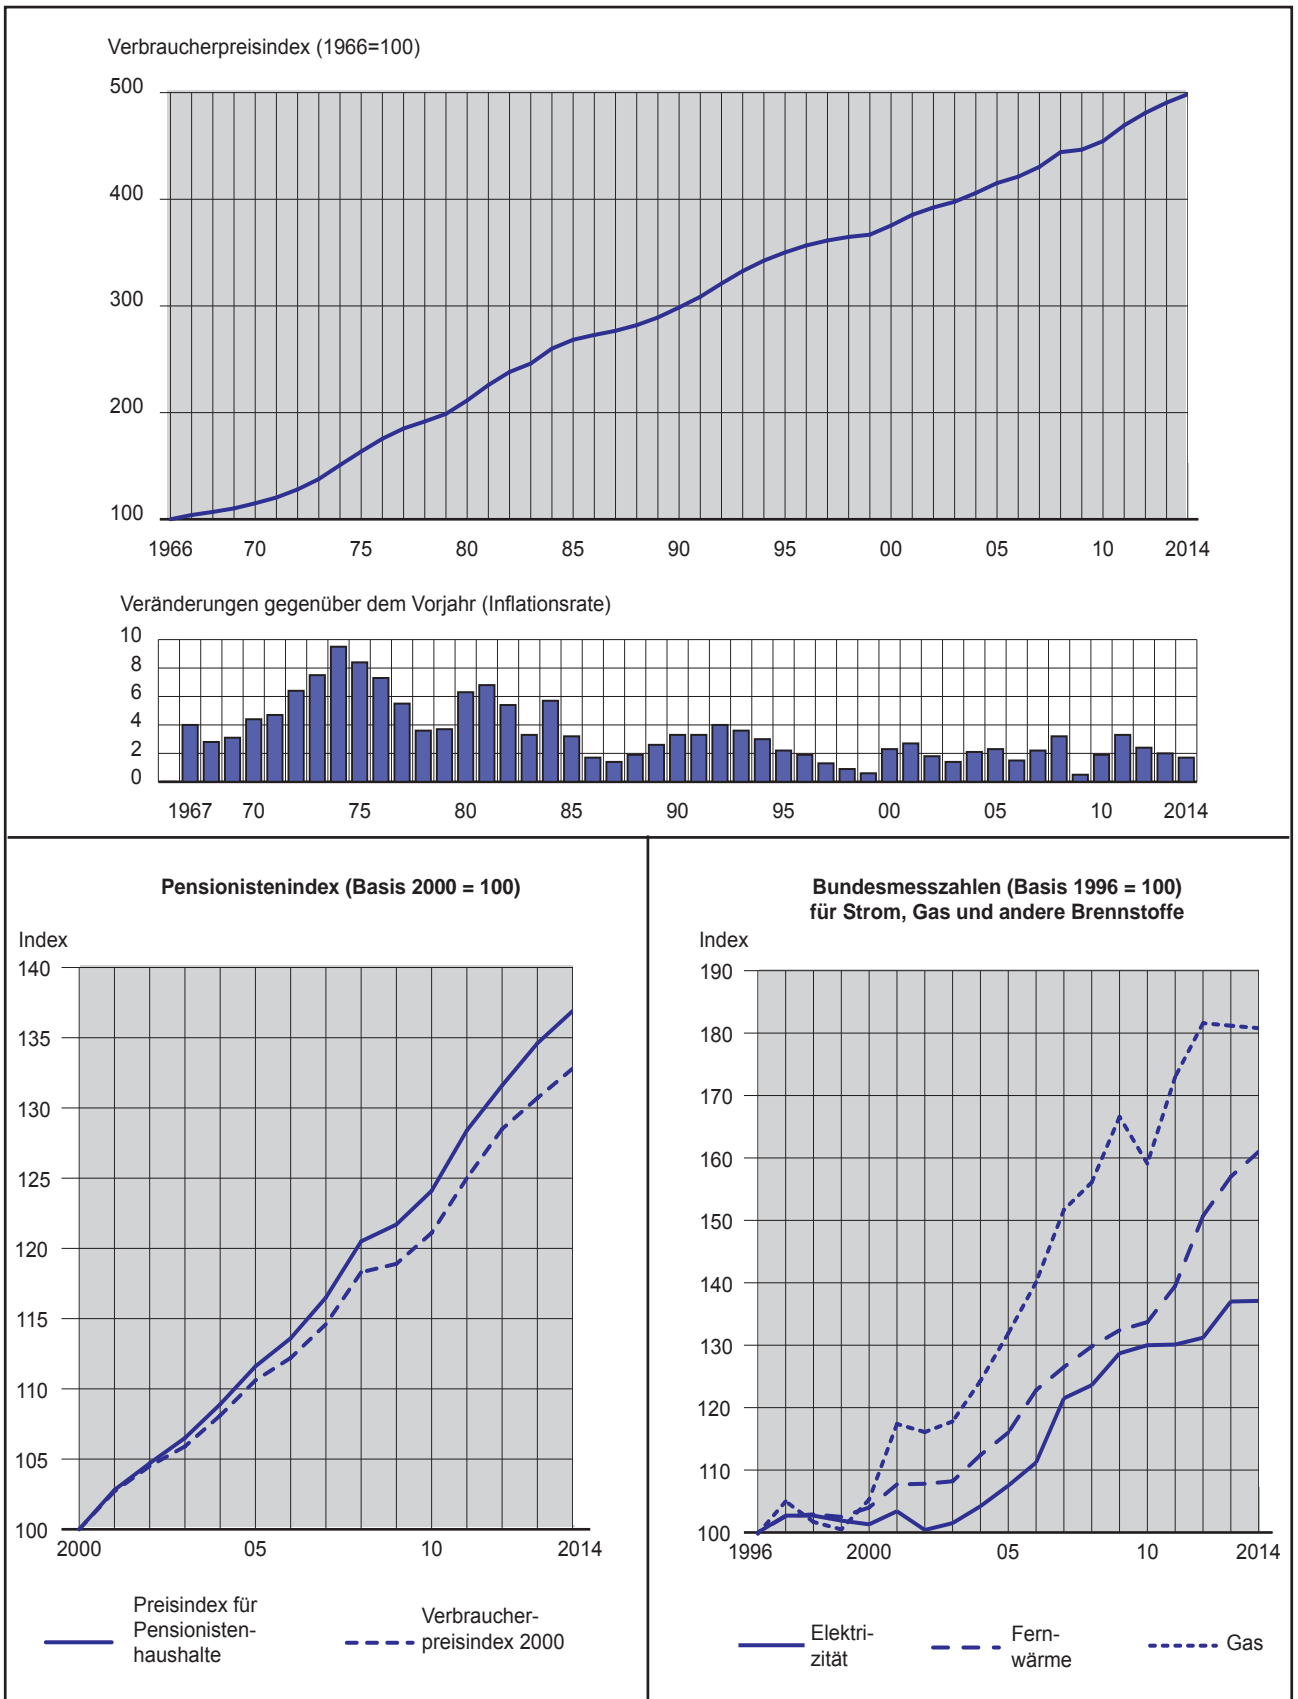 Verbraucherpreisindex (1966=100)
500
400
300
200
100
1966 70 75 80 85 90 95 00 05 10 2014
Veränderungen gegenüber dem Vorjahr (Inflationsrate)
10
8
6
4
2
0
1967 70 75 80 85 90 95 00 05 10 2014
Pensionistenindex (Basis 2000 = 100)
Index
140
135
130
125
120
115
110
105
100
2000 05 10 2014
Preisindex für
Pensionisten-
haushalte
Verbraucher-
preisindex 2000
Bundesmesszahlen (Basis 1996 = 100)
für Strom, Gas und andere Brennstoffe
Index
190
180
170
160
150
140
130
120
110
100
1996 2000 05 10 2014
Elektri-
zität
Fern-
wärme
Gas